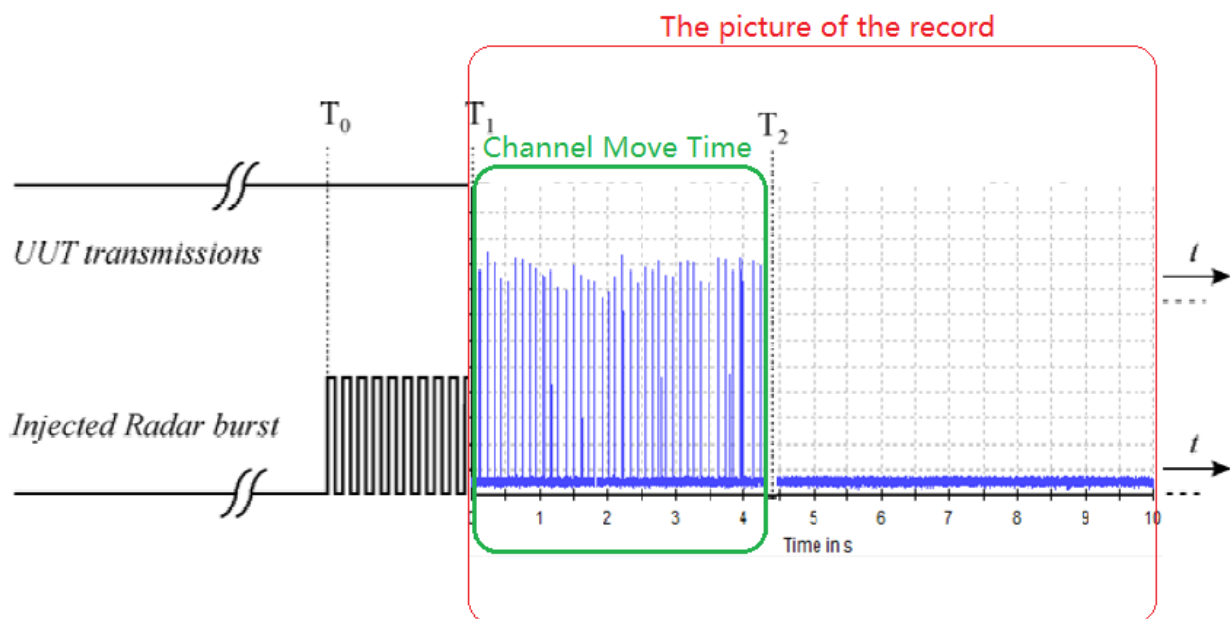 The picture of the record
T0
T1
T2
Channel Move Time
UUT transmissions
t
Injected Radar burst
t
1 2 3 4 5 6 7 8 9 10
Time in s